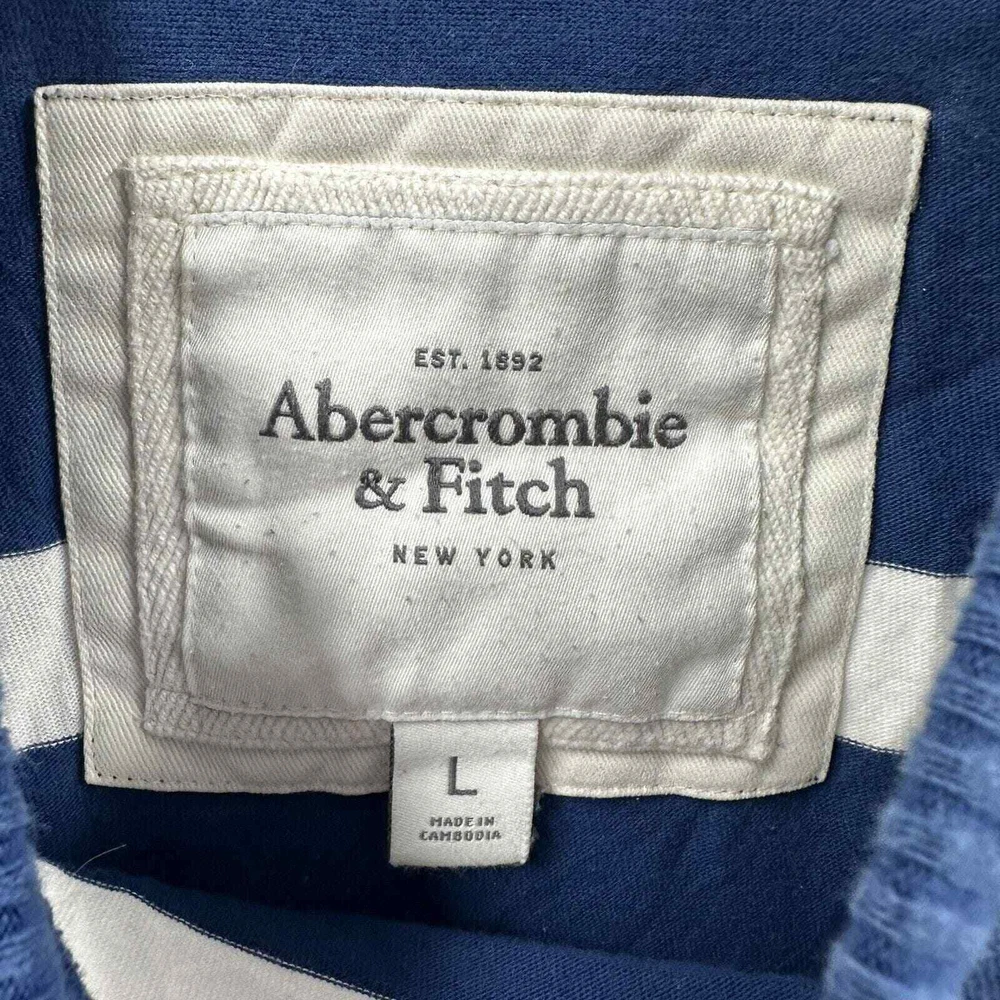 EST. 1892
Abercrombie
& Fitch
NEW YORK
L
MADE IN
CAMBODIA